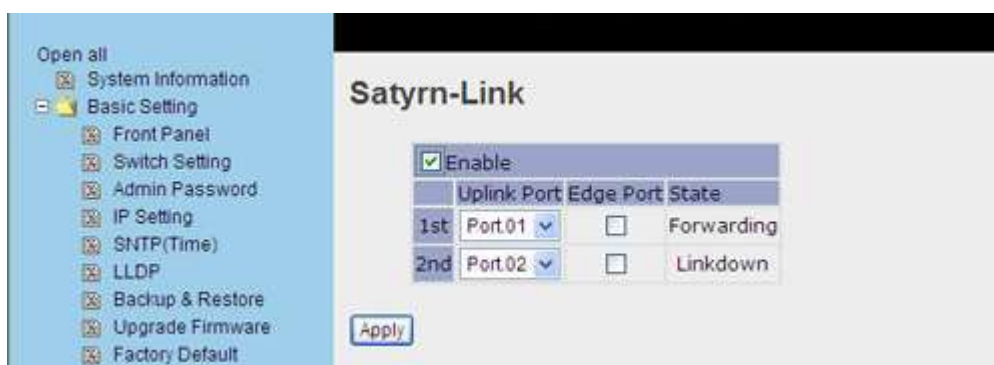 Open all
System Information
Basic Setting
Front Panel
Switch Setting
Admin Password
IP Setting
SNTP(Time)
LLDP
Backup & Restore
Upgrade Firmware
Factory Default
Satyrn-Link
Enable
Uplink Port Edge Port State
1st Port.01 Forwarding
2nd Port.02 Linkdown
Apply